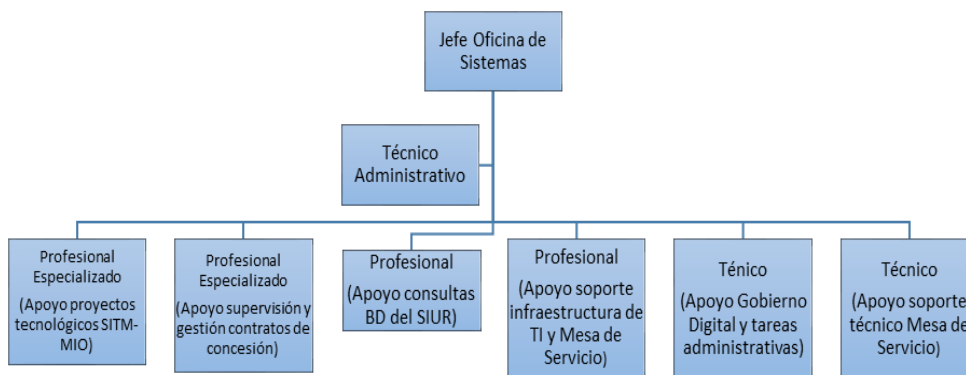 Jefe Oficina de
Sistemas
Técnico
Administrativo
Profesional
Especializado
(Apoyo proyectos
tecnológicos SITM-
MIO)
Profesional
Especializado
(Apoyo supervisión y
gestión contratos de
concesión)
Profesional
(Apoyo consultas
BD del SIUR)
Profesional
(Apoyo soporte
infraestructura de
TI y Mesa de
Servicio)
Ténico
(Apoyo Gobierno
Digital y tareas
administrativas)
Técnico
(Apoyo soporte
técnico Mesa de
Servicio)